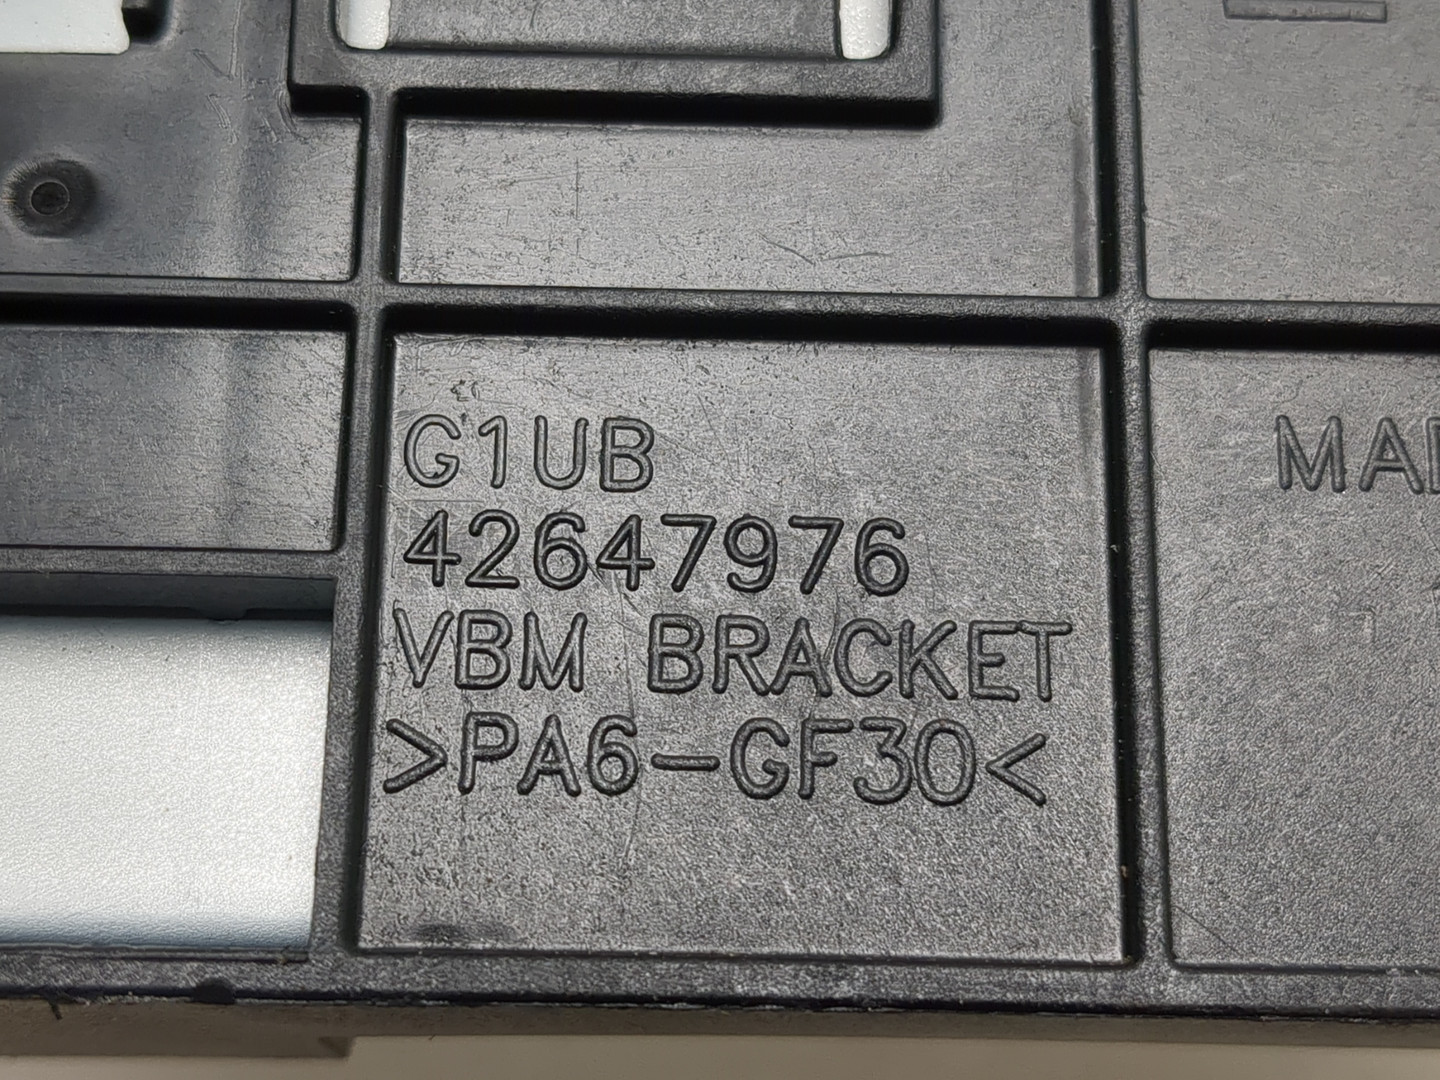 G1UB
42647976
VBM BRACKET
>PA6-GF30<